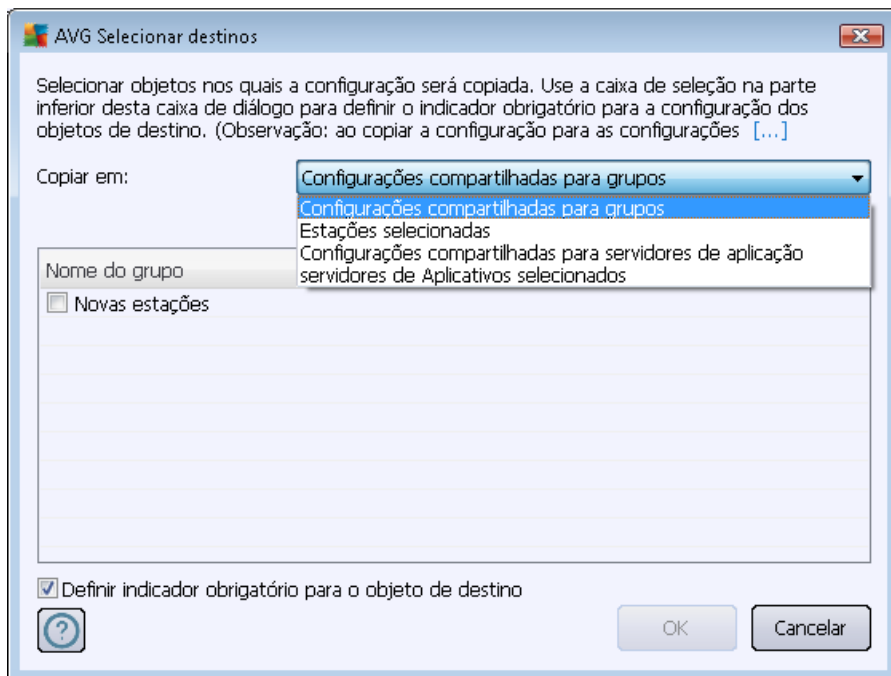 AVG Selecionar destinos
Selecionar objetos nos quais a configuração será copiada. Use a caixa de seleção na parte
inferior desta caixa de diálogo para definir o indicador obrigatório para a configuração dos
objetos de destino. (Observação: ao copiar a configuração para as configurações [...]
Copiar em:
Configurações compartilhadas para grupos
Configurações compartilhadas para grupos
Estações selecionadas
Configurações compartilhadas para servidores de aplicação
servidores de Aplicativos selecionados
Nome do grupo
Novas estações
Definir indicador obrigatório para o objeto de destino
?
OK
Cancelar